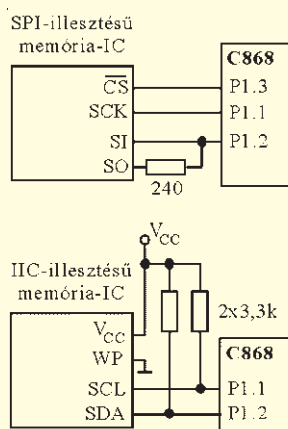 SPI-illesztésű
memória-IC
C868
CS P1.3
SCK P1.1
SI P1.2
SO
240
VCC
IIC-illesztésű
memória-IC
2x3,3k
VCC
WP
C868
SCL P1.1
SDA P1.2